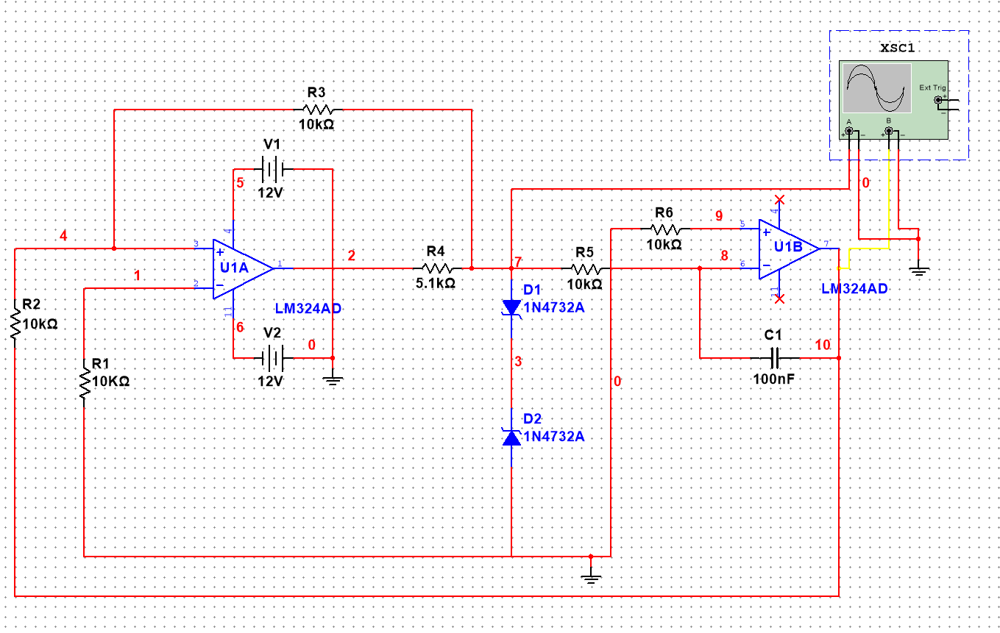 XSC1
Ext Trig
+
−
A
B
+ −
+ −
R3
10kΩ
V1
5
12V
0
4
4
R6
9
10kΩ
4
5
+
U1B
7
3
+
U1A
1
2
−
R4
5.1kΩ
2
7
R5
10kΩ
8
6
−
1
11
LM324AD
D1
1N4732A
11
LM324AD
R2
10kΩ
6
V2
0
12V
C1
10
100nF
R1
10KΩ
3
0
D2
1N4732A